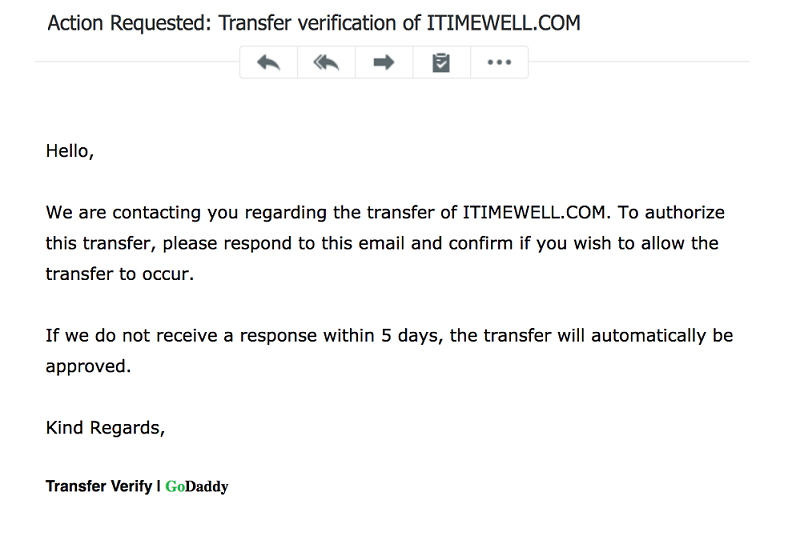 Action Requested: Transfer verification of ITIMEWELL.COM
Hello,
We are contacting you regarding the transfer of ITIMEWELL.COM. To authorize
this transfer, please respond to this email and confirm if you wish to allow the
transfer to occur.
If we do not receive a response within 5 days, the transfer will automatically be
approved.
Kind Regards,
Transfer Verify | GoDaddy